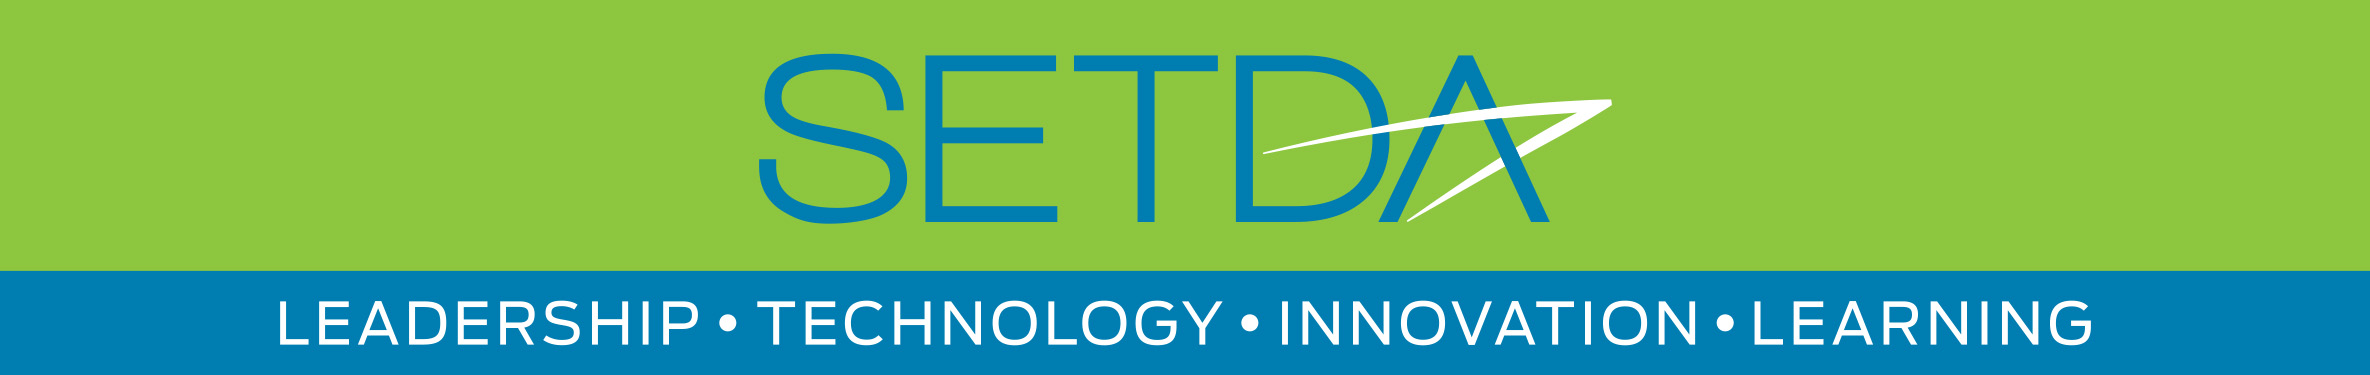 SETDA
LEADERSHIP • TECHNOLOGY • INNOVATION • LEARNING